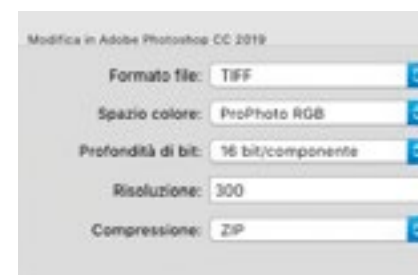 Modifica in Adobe Photoshop CC 2019
Formato file: TIFF
Spazio colore: ProPhoto RGB
Profondità di bit: 16 bit/componente
Risoluzione: 300
Compressione: ZIP